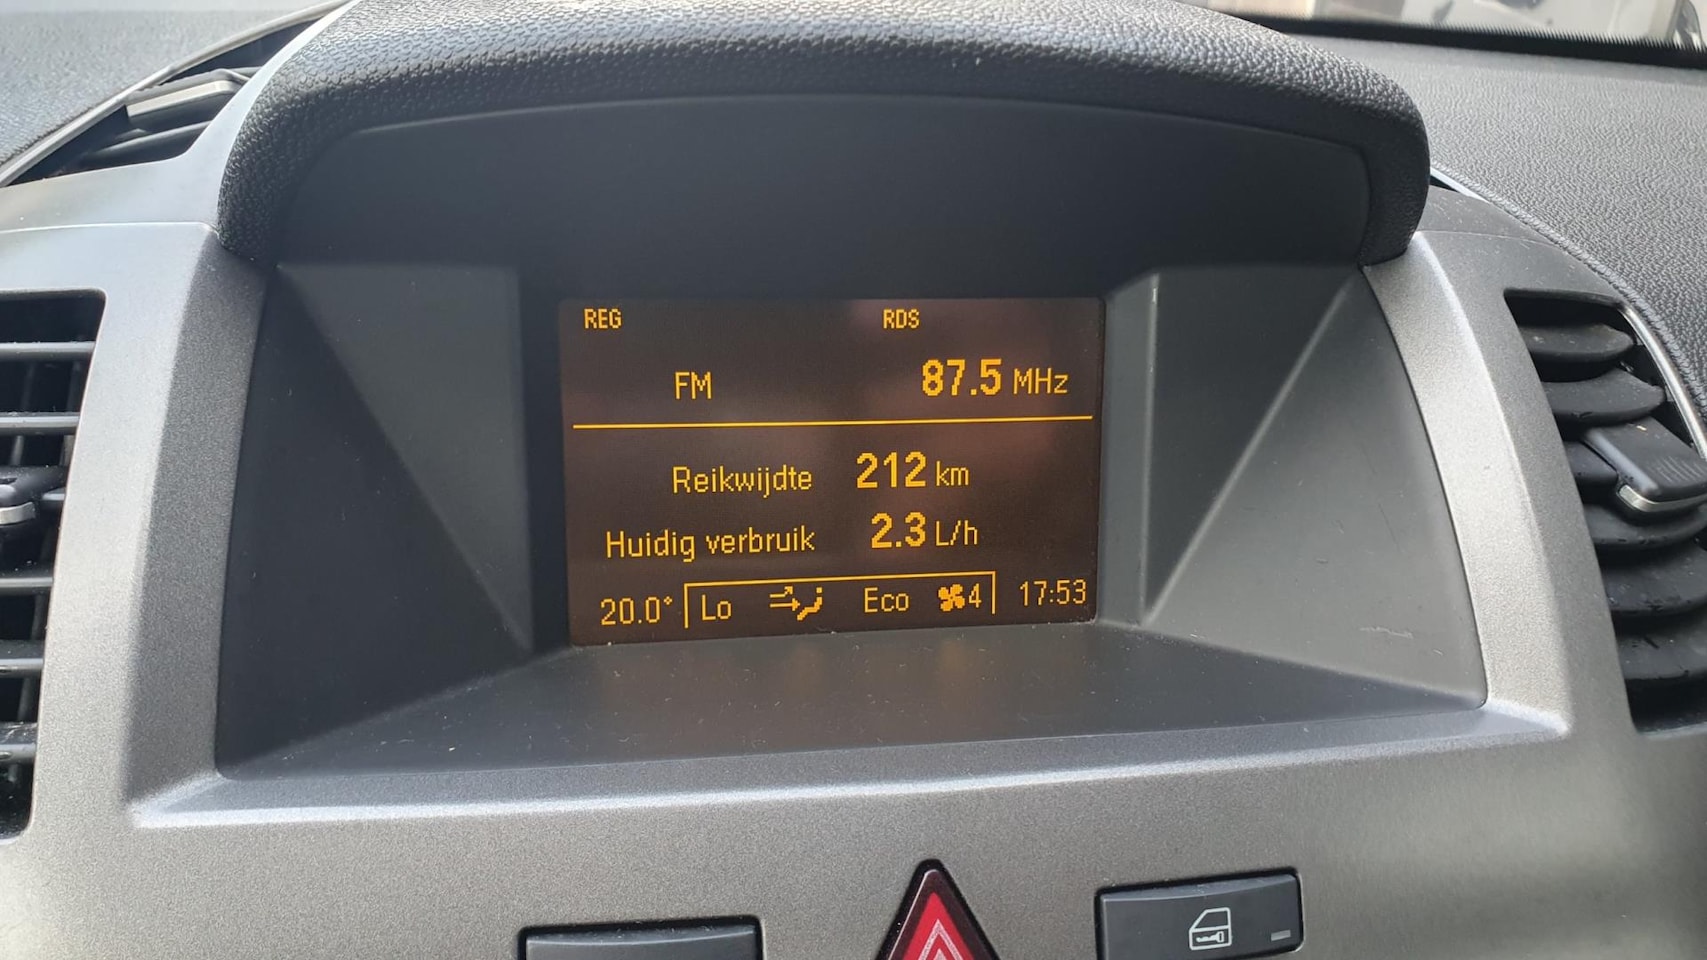 REG RDS
FM 87.5 MHz
Reikwijdte 212 km
Huidig verbruik 2.3 L/h
20.0° Lo Eco 4 17:53